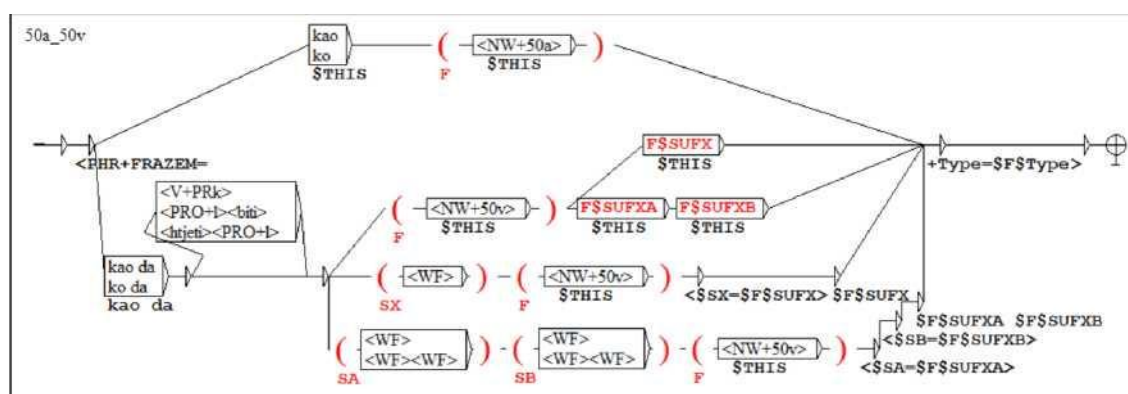 50a_50v
kao
ko
$THIS
( <NW+50a> )
F $THIS
<PHR+FRAZEM=
F$SUFX
$THIS
+Type=$F$Type>
<V+PRk>
<PRO+1><biti>
<htjeti><PRO+1>
( <NW+50v> ) F$SUFXA F$SUFXB
F $THIS $THIS $THIS
kao da
ko da
kao da
( <WF> ) ( <NW+50v> )
SX F $THIS <$SX=$F$SUFX> $F$SUFX
$F$SUFXA $F$SUFXB
<$SB=$F$SUFXB>
( <WF> ) ( <WF> ) ( <NW+50v> )
<WF><WF> <WF><WF>
SA SB F $THIS <$SA=$F$SUFXA>